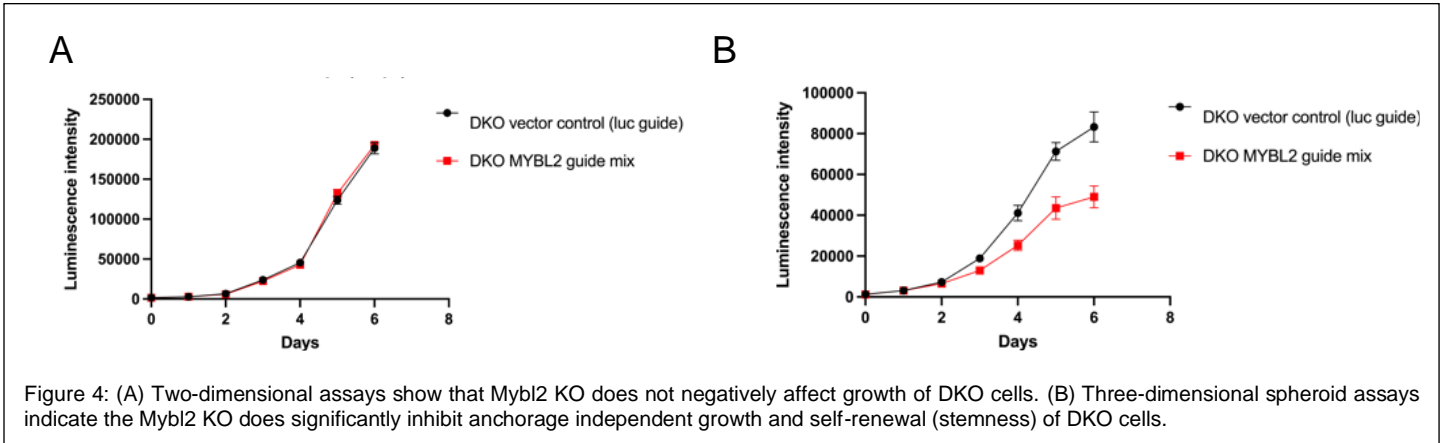 A
B
250000
200000
150000
100000
50000
0
Luminescence intensity
0
2
4
6
8
Days
DKO vector control (luc guide)
DKO MYBL2 guide mix
100000
80000
60000
40000
20000
0
Luminescence intensity
0
2
4
6
8
Days
DKO vector control (luc guide)
DKO MYBL2 guide mix
Figure 4: (A) Two-dimensional assays show that Mybl2 KO does not negatively affect growth of DKO cells. (B) Three-dimensional spheroid assays
indicate the Mybl2 KO does significantly inhibit anchorage independent growth and self-renewal (stemness) of DKO cells.